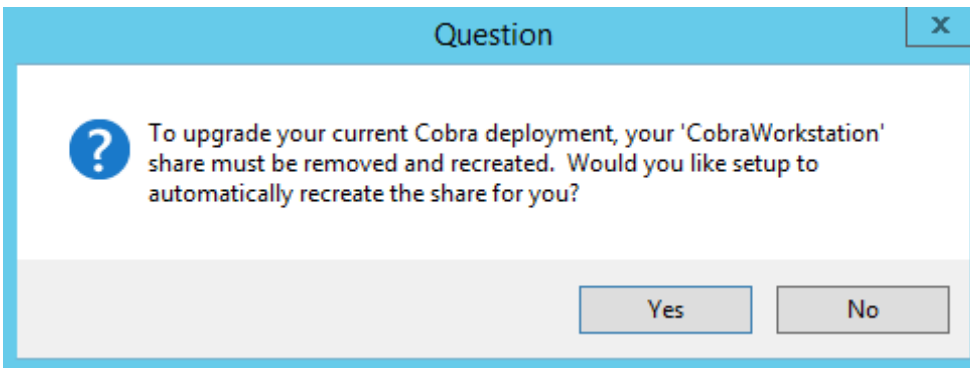 Question
x
?
To upgrade your current Cobra deployment, your 'CobraWorkstation'
share must be removed and recreated.  Would you like setup to
automatically recreate the share for you?
Yes
No